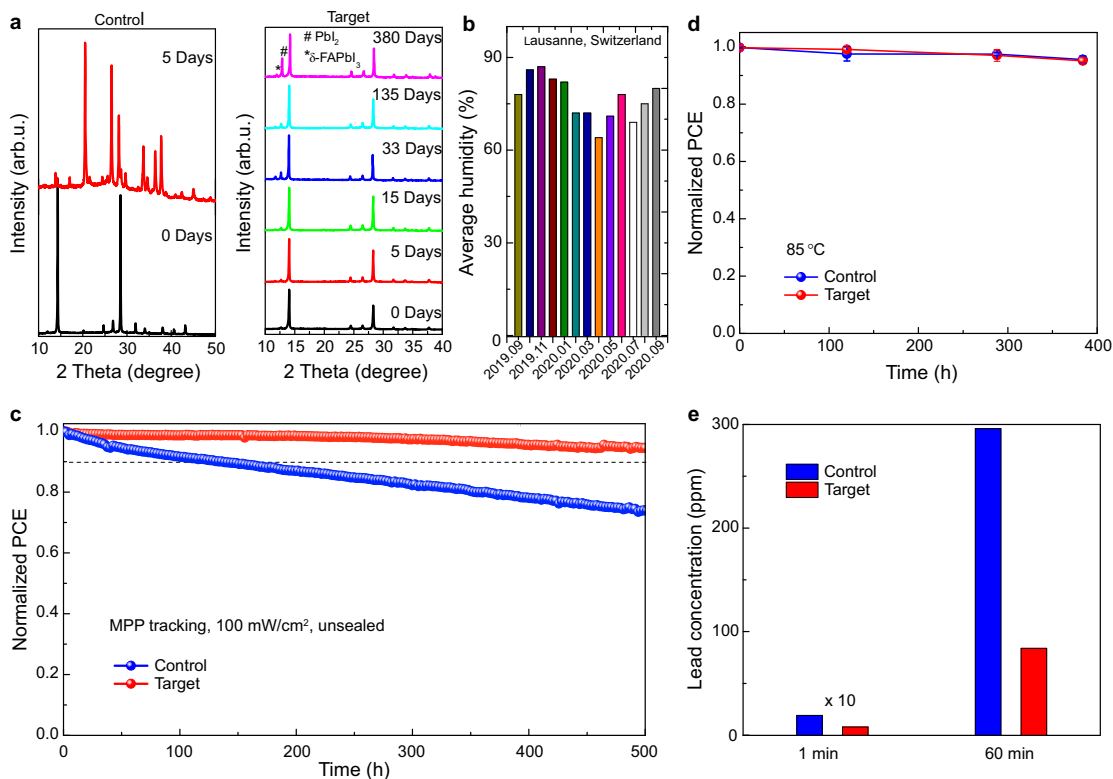 a
Control
5 Days
0 Days
Intensity (arb.u.)
10 20 30 40 50
2 Theta (degree)
Target
# PbI₂
*δ-FAPbI₃
#
*
380 Days
135 Days
33 Days
15 Days
5 Days
0 Days
Intensity (arb.u.)
10 15 20 25 30 35 40
2 Theta (degree)
b
Lausanne, Switzerland
Average humidity (%)
90
60
30
0
2019.09
2019.11
2020.01
2020.03
2020.05
2020.07
2020.09
d
Normalized PCE
1.0
0.8
0.6
0.4
0.2
0.0
85 °C
Control
Target
0 100 200 300 400
Time (h)
c
Normalized PCE
1.0
0.8
0.6
0.4
0.2
0.0
MPP tracking, 100 mW/cm², unsealed
Control
Target
0 100 200 300 400 500
Time (h)
e
Lead concentration (ppm)
300
200
100
0
Control
Target
x 10
1 min 60 min